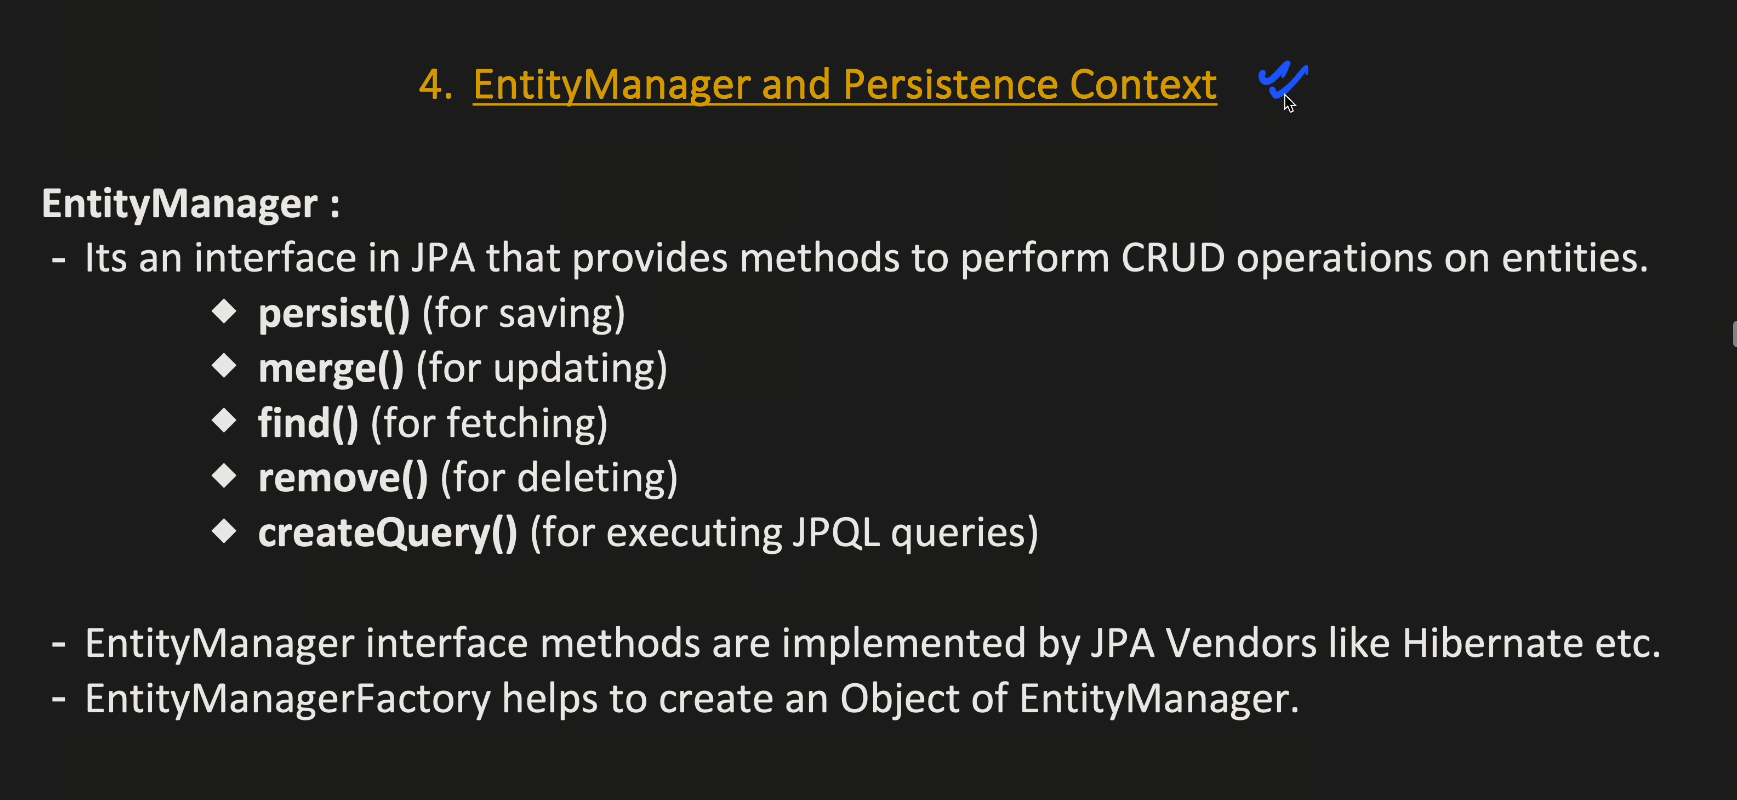 4. EntityManager and Persistence Context
EntityManager :
- Its an interface in JPA that provides methods to perform CRUD operations on entities.
◆ persist() (for saving)
◆ merge() (for updating)
◆ find() (for fetching)
◆ remove() (for deleting)
◆ createQuery() (for executing JPQL queries)
- EntityManager interface methods are implemented by JPA Vendors like Hibernate etc.
- EntityManagerFactory helps to create an Object of EntityManager.